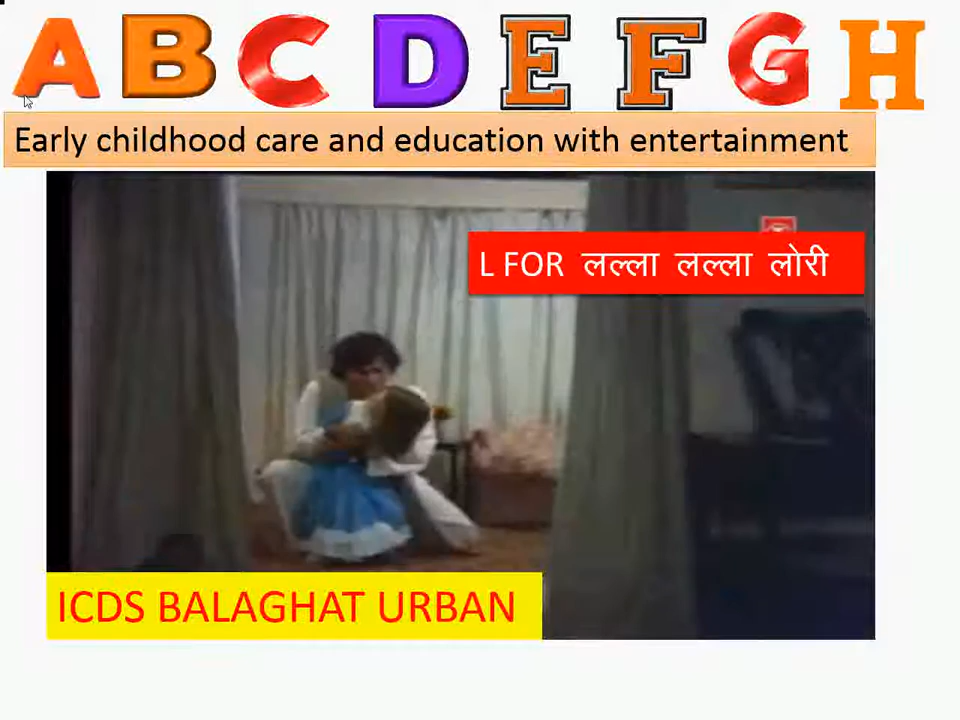 A B C D E F G H
Early childhood care and education with entertainment
L FOR लल्ला लल्ला लोरी
ICDS BALAGHAT URBAN